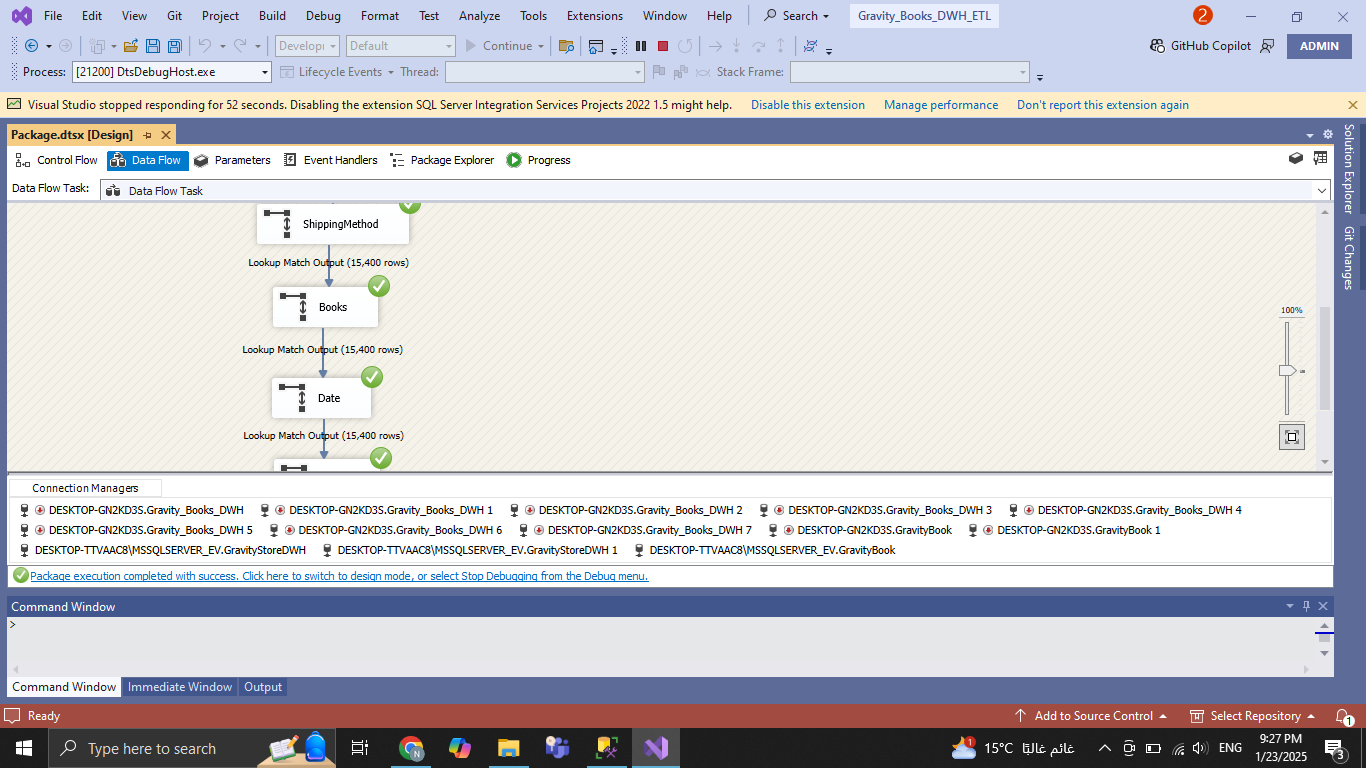 File Edit View Git Project Build Debug Format Test Analyze Tools Extensions Window Help Search Gravity_Books_DWH_ETL 2
Develop Default Continue GitHub Copilot ADMIN
Process: [21200] DtsDebugHost.exe Lifecycle Events Thread: Stack Frame:
Visual Studio stopped responding for 52 seconds. Disabling the extension SQL Server Integration Services Projects 2022 1.5 might help. Disable this extension Manage performance Don't report this extension again
Package.dtsx [Design]
Control Flow Data Flow Parameters Event Handlers Package Explorer Progress
Data Flow Task: Data Flow Task
Solution Explorer
Git Changes
ShippingMethod
Lookup Match Output (15,400 rows)
Books
100%
Lookup Match Output (15,400 rows)
Date
Lookup Match Output (15,400 rows)
Connection Managers
DESKTOP-GN2KD3S.Gravity_Books_DWH DESKTOP-GN2KD3S.Gravity_Books_DWH 1 DESKTOP-GN2KD3S.Gravity_Books_DWH 2 DESKTOP-GN2KD3S.Gravity_Books_DWH 3 DESKTOP-GN2KD3S.Gravity_Books_DWH 4
DESKTOP-GN2KD3S.Gravity_Books_DWH 5 DESKTOP-GN2KD3S.Gravity_Books_DWH 6 DESKTOP-GN2KD3S.Gravity_Books_DWH 7 DESKTOP-GN2KD3S.GravityBook DESKTOP-GN2KD3S.GravityBook 1
DESKTOP-TTVAAC8\MSSQLSERVER_EV.GravityStoreDWH DESKTOP-TTVAAC8\MSSQLSERVER_EV.GravityStoreDWH 1 DESKTOP-TTVAAC8\MSSQLSERVER_EV.GravityBook
Package execution completed with success. Click here to switch to design mode, or select Stop Debugging from the Debug menu.
Command Window
>
Command Window Immediate Window Output
Ready Add to Source Control Select Repository 1
Type here to search N 1 15°C غائم غالبًا ENG 9:27 PM
1/23/2025 3